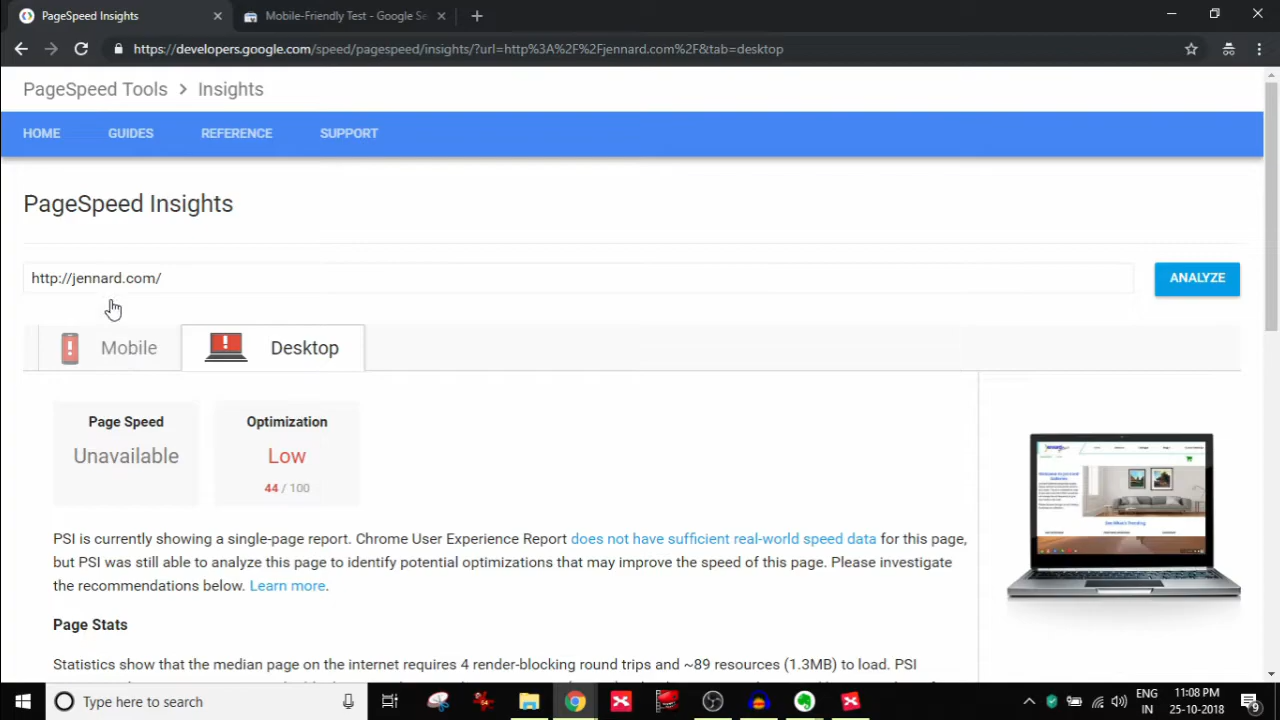 PageSpeed Insights
Mobile-Friendly Test - Google Se
https://developers.google.com/speed/pagespeed/insights/?url=http%3A%2F%2Fjennard.com%2F&tab=desktop
PageSpeed Tools > Insights
HOME GUIDES REFERENCE SUPPORT
PageSpeed Insights
http://jennard.com/
ANALYZE
Mobile Desktop
Page Speed
Unavailable
Optimization
Low
44 / 100
PSI is currently showing a single-page report. Chrome User Experience Report does not have sufficient real-world speed data for this page,
but PSI was still able to analyze this page to identify potential optimizations that may improve the speed of this page. Please investigate
the recommendations below. Learn more.
Page Stats
Statistics show that the median page on the internet requires 4 render-blocking round trips and ~89 resources (1.3MB) to load. PSI
Type here to search
ENG
IN
11:08 PM
25-10-2018
9